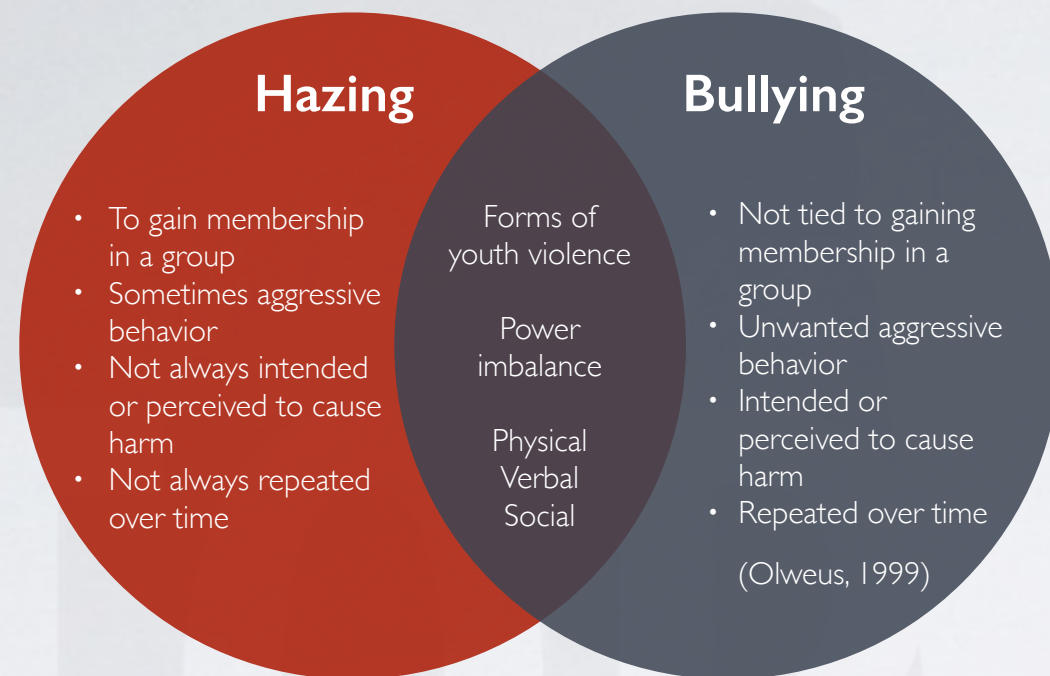 Hazing
• To gain membership
in a group
• Sometimes aggressive
behavior
• Not always intended
or perceived to cause
harm
• Not always repeated
over time
Forms of
youth violence
Power
imbalance
Physical
Verbal
Social
Bullying
• Not tied to gaining
membership in a
group
• Unwanted aggressive
behavior
• Intended or
perceived to cause
harm
• Repeated over time
(Olweus, 1999)